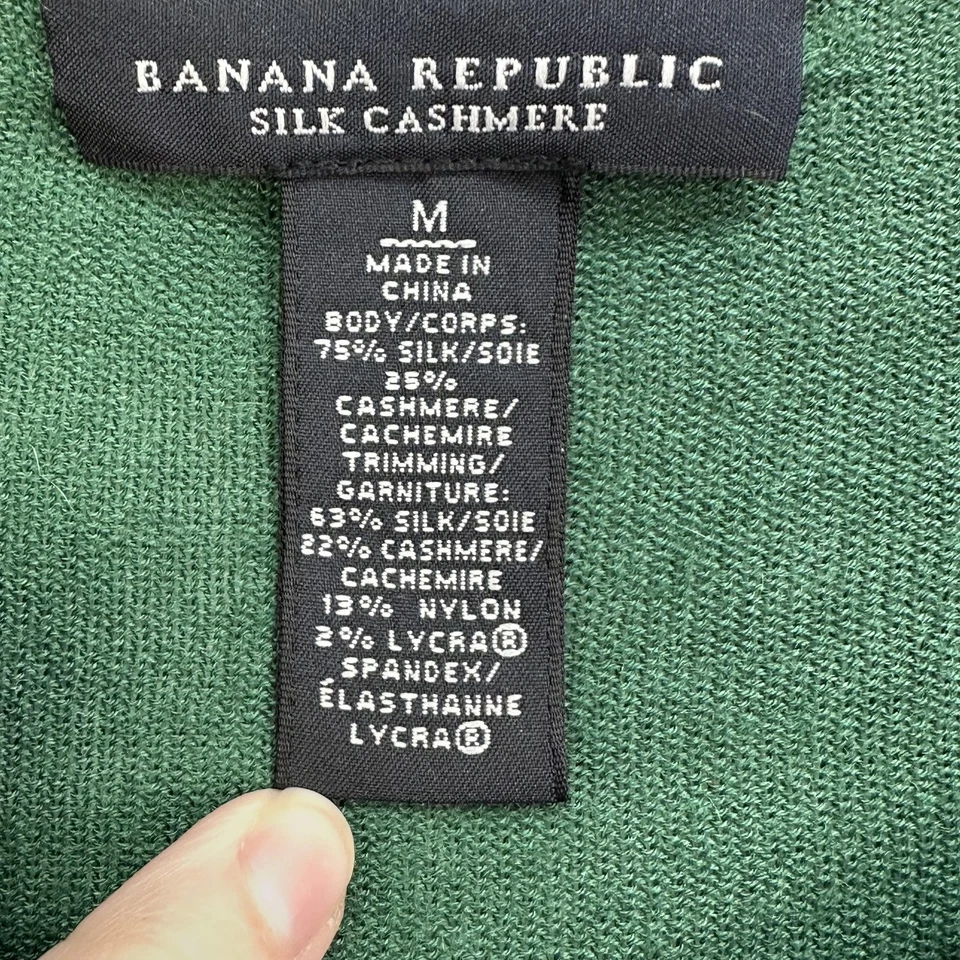 BANANA REPUBLIC
SILK CASHMERE
M
MADE IN
CHINA
BODY/CORPS:
75% SILK/SOIE
25%
CASHMERE/
CACHEMIRE
TRIMMING/
GARNITURE:
63% SILK/SOIE
22% CASHMERE/
CACHEMIRE
13% NYLON
2% LYCRA®
SPANDEX/
ÉLASTHANNE
LYCRA®